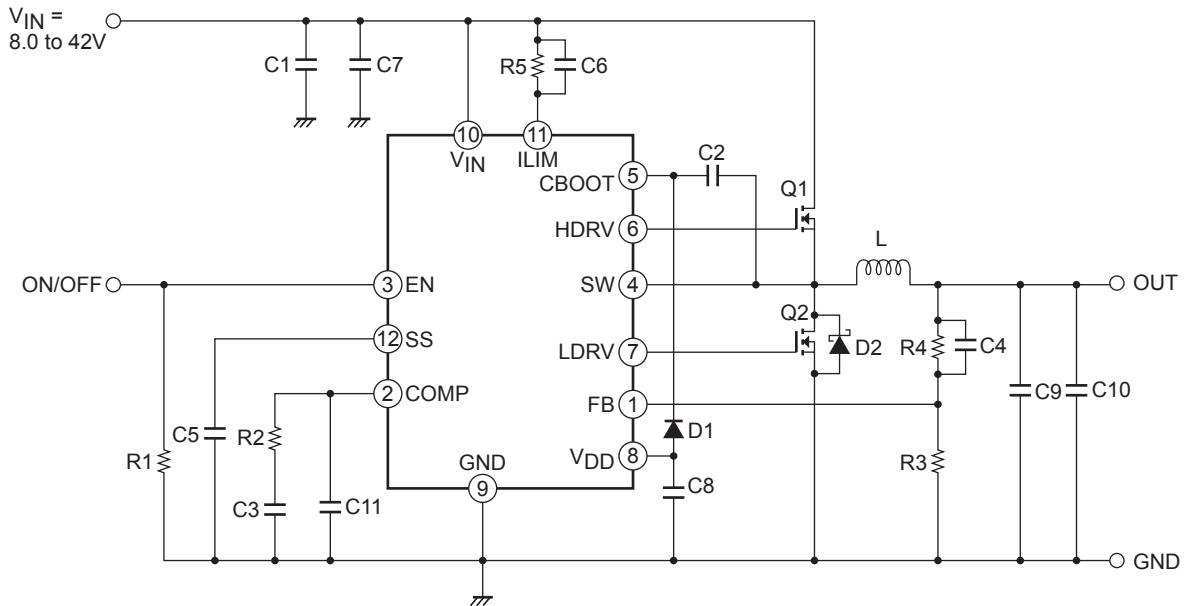 VIN =
8.0 to 42V
C1
C7
R5
C6
10
11
VIN
ILIM
CBOOT
5
C2
Q1
HDRV
6
L
ON/OFF
3
EN
SW
4
OUT
Q2
12
SS
LDRV
7
D2
R4
C4
2
COMP
FB
1
C9
C10
C5
R2
D1
R1
GND
VDD
8
R3
9
C8
C3
C11
GND